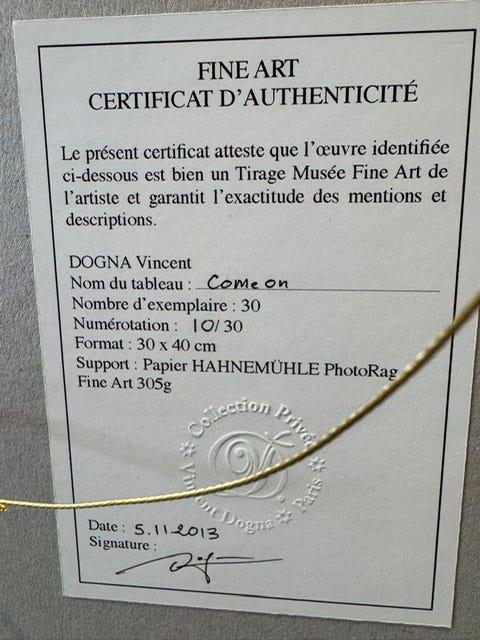 FINE ART
CERTIFICAT D'AUTHENTICITÉ
Le présent certificat atteste que l'œuvre identifiée
ci-dessous est bien un Tirage Musée Fine Art de
l'artiste et garantit l'exactitude des mentions et
descriptions.
DOGNA Vincent
Nom du tableau : Come on
Nombre d'exemplaire : 30
Numérotation : 10/30
Format : 30 x 40 cm
Support : Papier HAHNEMÜHLE PhotoRag
Fine Art 305g
Collection Privée
Vincent Dogna Paris
Date : 5.11.2013
Signature :